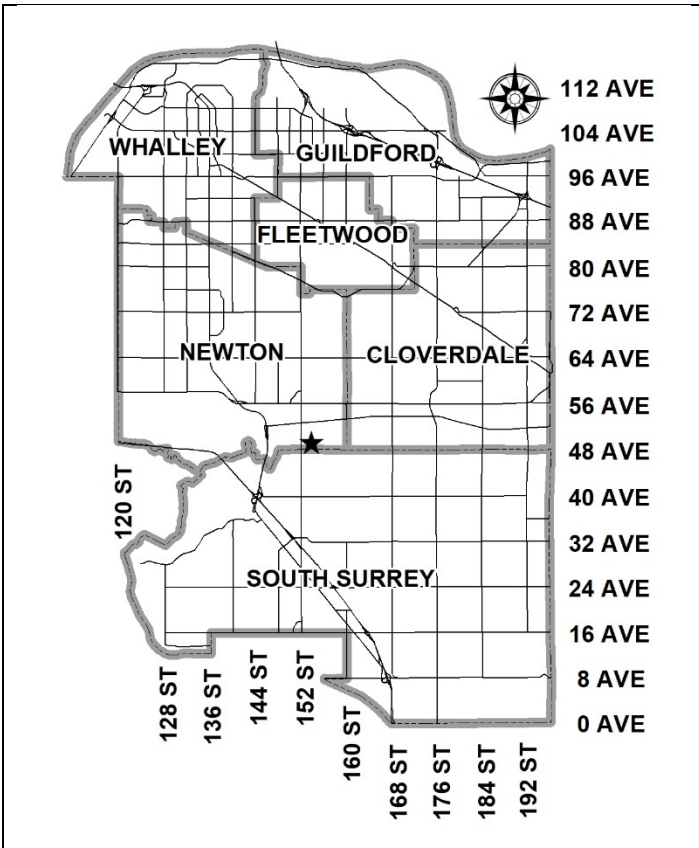 112 AVE
104 AVE
WHALLEY
GUILDFORD
96 AVE
88 AVE
FLEETWOOD
80 AVE
72 AVE
NEWTON
CLOVERDALE
64 AVE
56 AVE
48 AVE
120 ST
40 AVE
32 AVE
SOUTH SURREY
24 AVE
16 AVE
128 ST
136 ST
144 ST
152 ST
8 AVE
160 ST
0 AVE
168 ST
176 ST
184 ST
192 ST